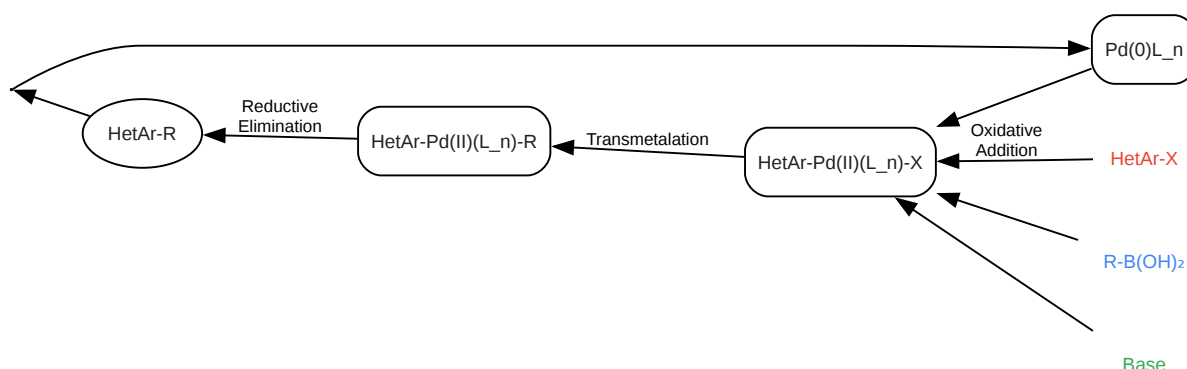 Pd(0)L_n
Reductive
Elimination
HetAr-R
HetAr-Pd(II)(L_n)-R
Transmetalation
HetAr-Pd(II)(L_n)-X
Oxidative
Addition
HetAr-X
R-B(OH)₂
Base